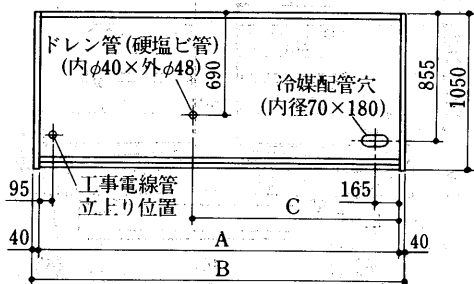 ドレン管(硬塩ビ管)
(内φ40×外φ48)
690
冷媒配管穴
(内径70×180)
855
1050
95
工事電線管
立上り位置
165
C
40
A
40
B